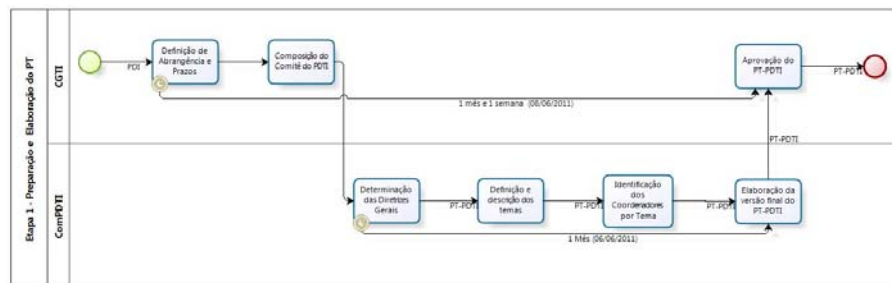 Etapa 1 - Preparação e Elaboração do PT
CGTI
PDI
Definição de
Abrangência e
Prazos
Composição do
Comitê do PDTI
Aprovação do
PT-PDTI
PT-PDTI
1 mês e 1 semana (08/06/2011)
PT-PDTI
ComPDTI
Determinação
das Diretrizes
Gerais
PT-PDTI
Definição e
descrição dos
temas
PT-PDTI
Identificação
dos
Coordenadores
por Tema
PT-PDTI
Elaboração da
versão final do
PT-PDTI
1 Mês (06/06/2011)